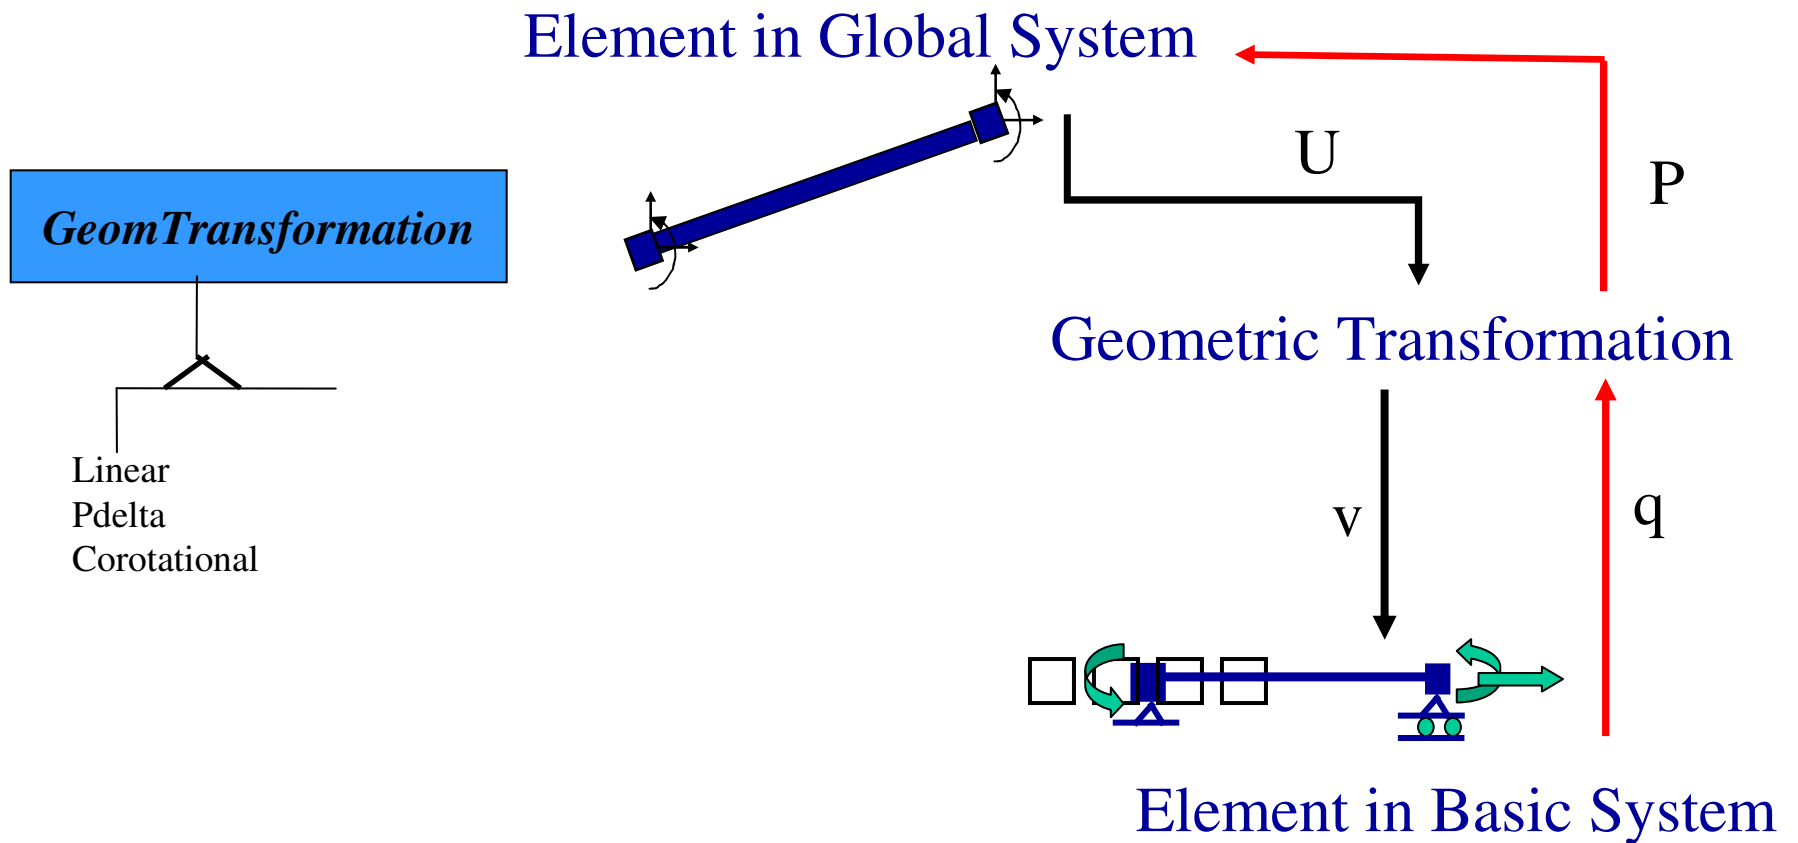 Element in Global System
U
P
GeomTransformation
Geometric Transformation
Linear
Pdelta
Corotational
v
q
Element in Basic System